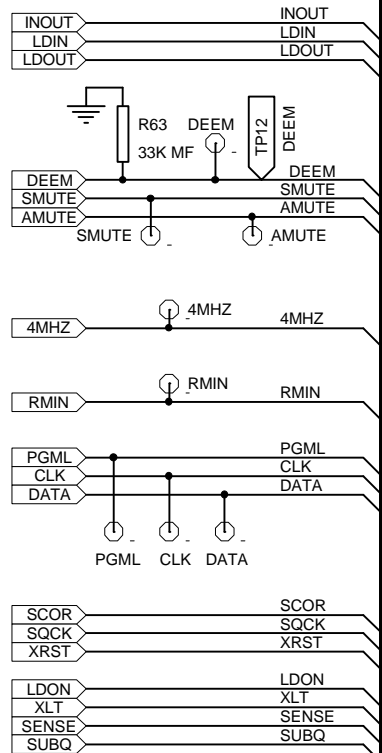 INOUT INOUT
LDIN LDIN
LDOUT LDOUT
R63 DEEM TP12 DEEM
33K MF
DEEM DEEM
SMUTE SMUTE
AMUTE AMUTE
SMUTE AMUTE
4MHZ
4MHZ 4MHZ
RMIN
RMIN RMIN
PGML PGML
CLK CLK
DATA DATA
PGML CLK DATA
SCOR SCOR
SQCK SQCK
XRST XRST
LDON LDON
XLT XLT
SENSE SENSE
SUBQ SUBQ